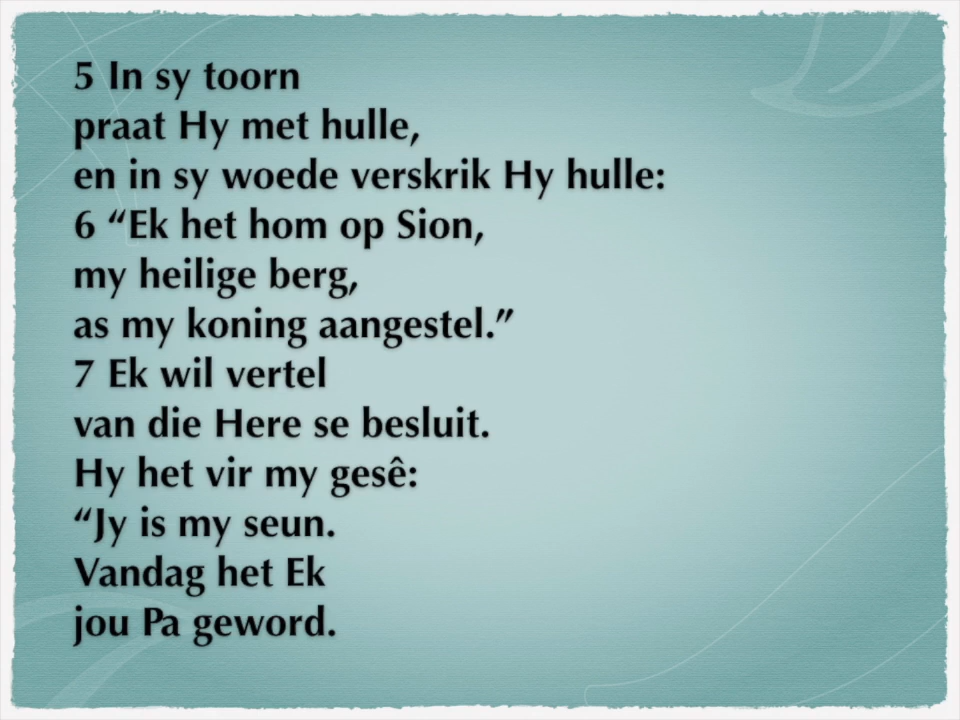 5 In sy toorn
praat Hy met hulle,
en in sy woede verskrik Hy hulle:
6 “Ek het hom op Sion,
my heilige berg,
as my koning aangestel.”
7 Ek wil vertel
van die Here se besluit.
Hy het vir my gesê:
“Jy is my seun.
Vandag het Ek
jou Pa geword.